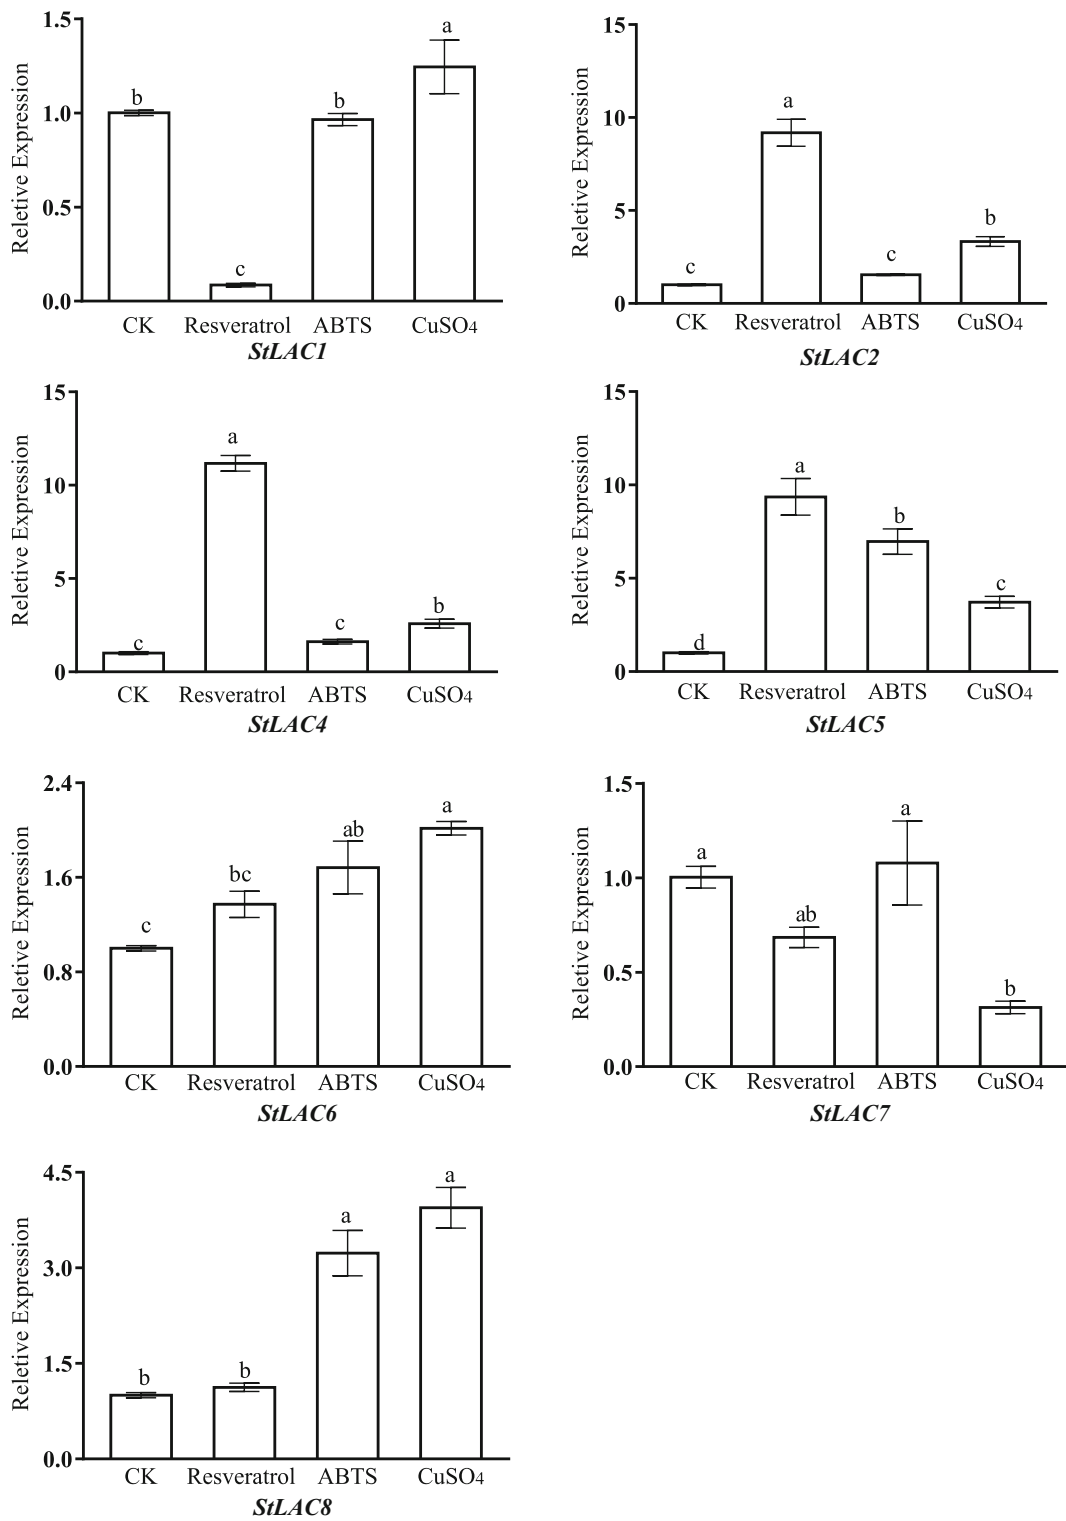 1.5
1.0
0.5
0.0
Reletive Expression
b
c
b
a
CK Resveratrol ABTS CuSO4
StLAC1
15
10
5
0
Reletive Expression
c
a
c
b
CK Resveratrol ABTS CuSO4
StLAC2
15
10
5
0
Reletive Expression
c
a
c
b
CK Resveratrol ABTS CuSO4
StLAC4
15
10
5
0
Reletive Expression
d
a
b
c
CK Resveratrol ABTS CuSO4
StLAC5
2.4
1.6
0.8
0.0
Reletive Expression
c
bc
ab
a
CK Resveratrol ABTS CuSO4
StLAC6
1.5
1.0
0.5
0.0
Reletive Expression
a
ab
a
b
CK Resveratrol ABTS CuSO4
StLAC7
4.5
3.0
1.5
0.0
Reletive Expression
b
b
a
a
CK Resveratrol ABTS CuSO4
StLAC8